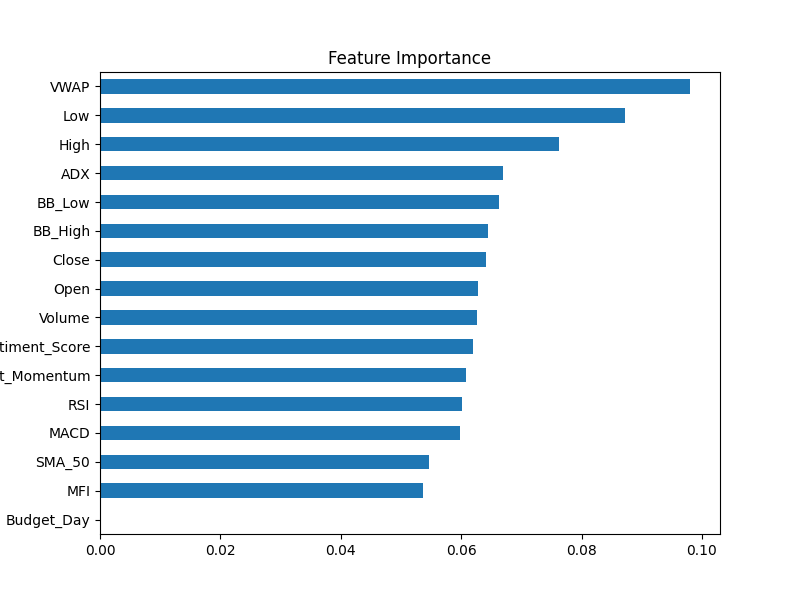 Feature Importance
VWAP
Low
High
ADX
BB_Low
BB_High
Close
Open
Volume
timent_Score
t_Momentum
RSI
MACD
SMA_50
MFI
Budget_Day
0.00 0.02 0.04 0.06 0.08 0.10